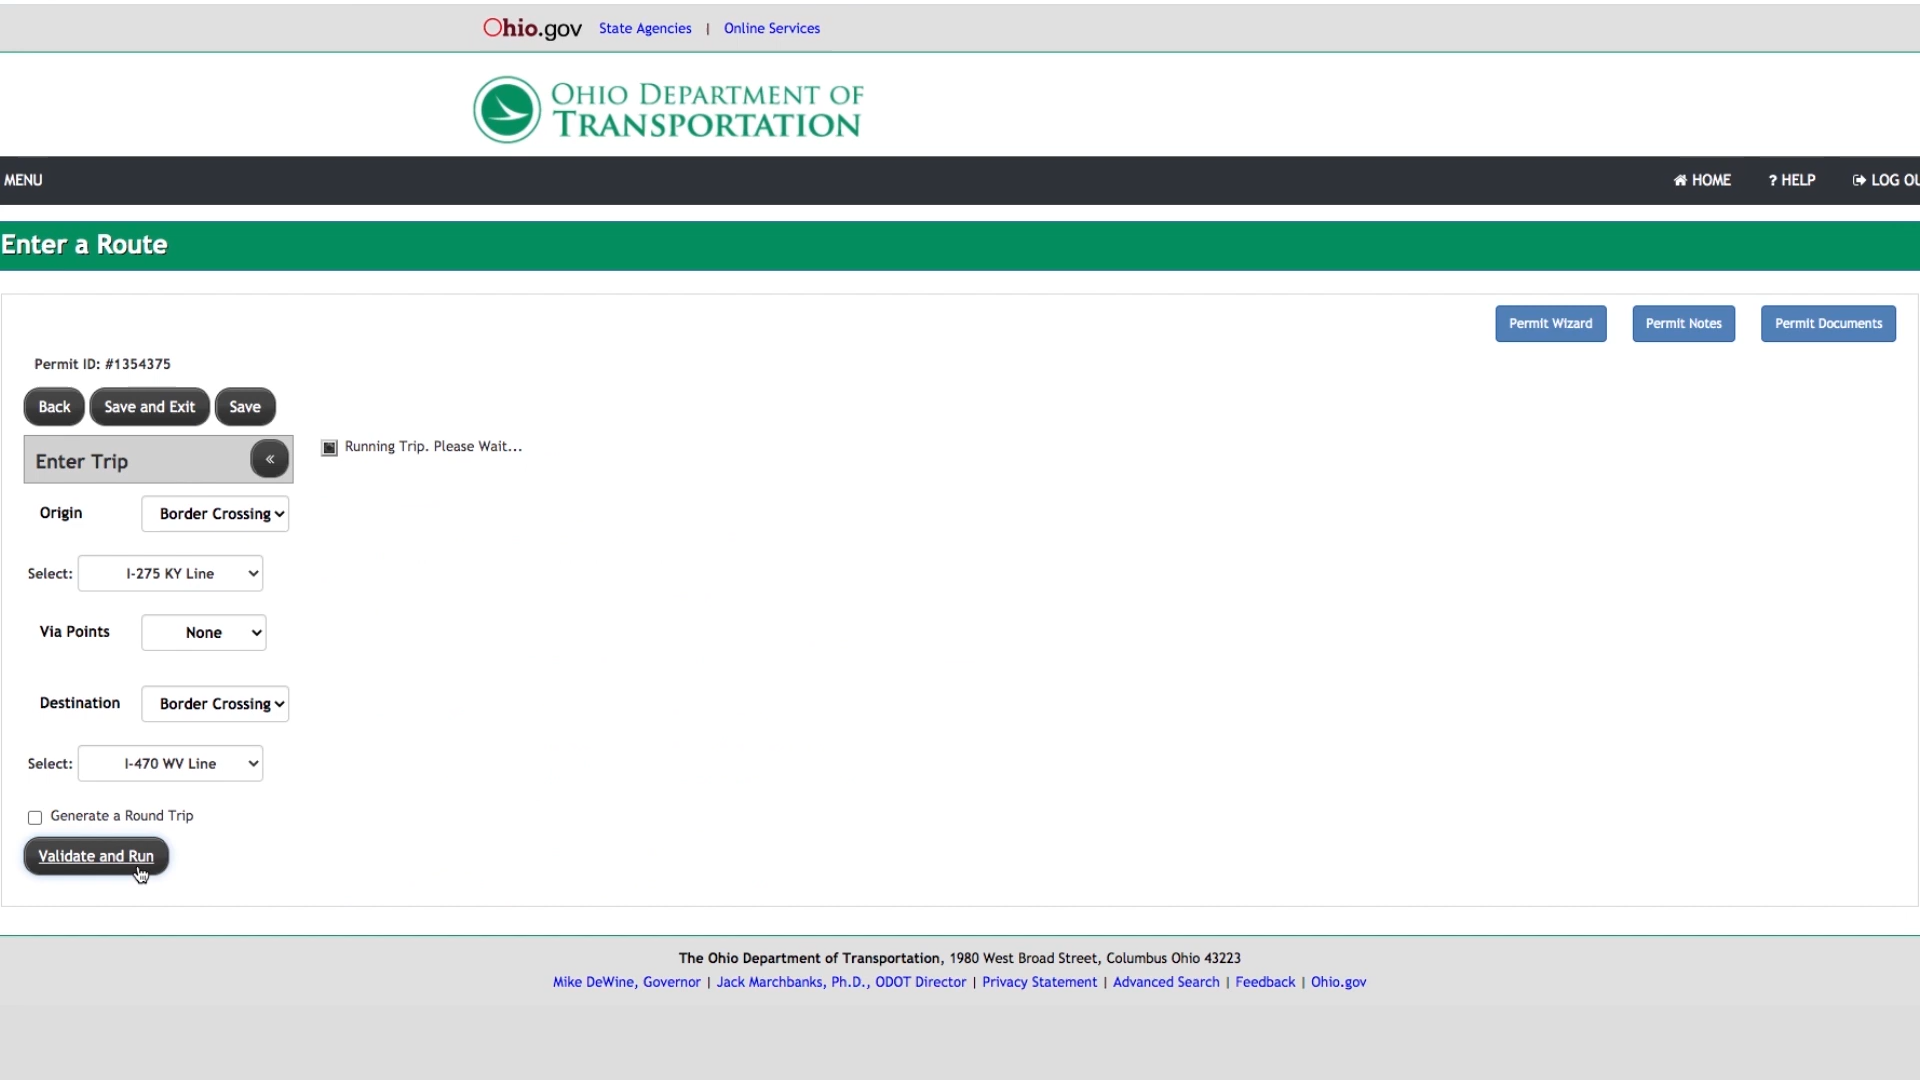 Ohio.gov State Agencies | Online Services
OHIO DEPARTMENT OF
TRANSPORTATION
MENU HOME ? HELP LOG OU
Enter a Route
Permit Wizard Permit Notes Permit Documents
Permit ID: #1354375
Back Save and Exit Save
Enter Trip «
Running Trip. Please Wait...
Origin Border Crossing
Select: I-275 KY Line
Via Points None
Destination Border Crossing
Select: I-470 WV Line
Generate a Round Trip
Validate and Run
The Ohio Department of Transportation, 1980 West Broad Street, Columbus Ohio 43223
Mike DeWine, Governor | Jack Marchbanks, Ph.D., ODOT Director | Privacy Statement | Advanced Search | Feedback | Ohio.gov